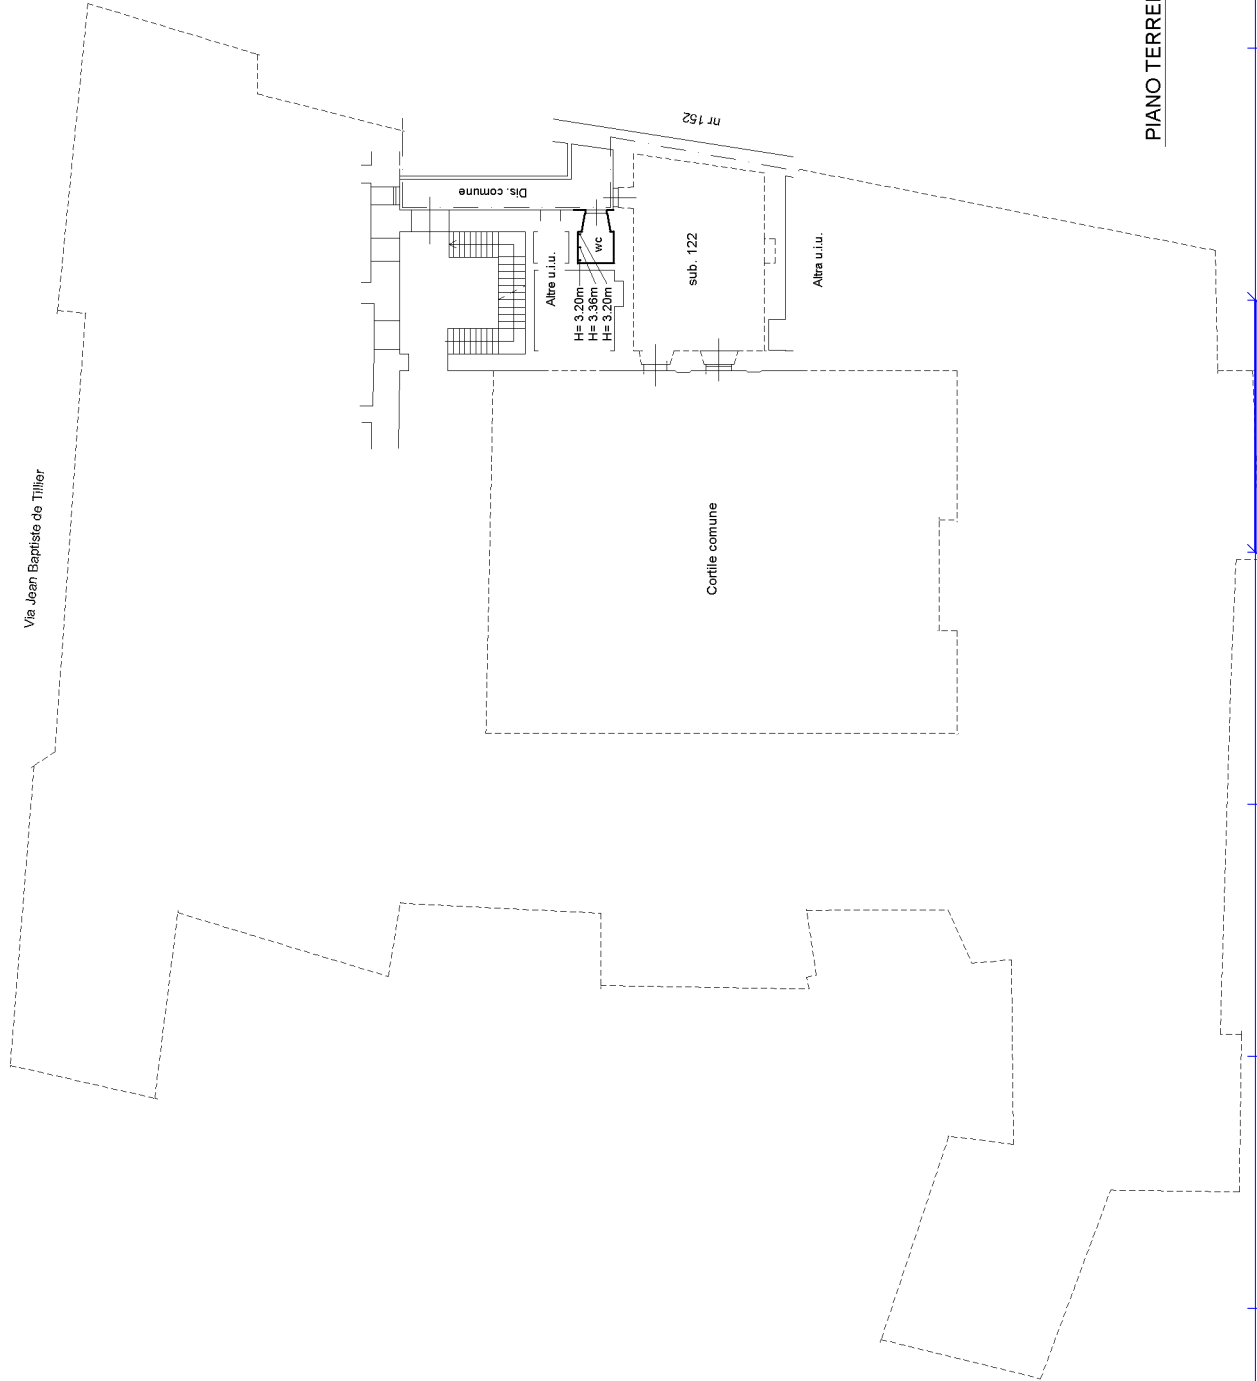 Via Jean Baptiste de Tillier
Dis. comune
nr 152
Altre u.i.u.
wc
H= 3.20m
H= 3.36m
H= 3.20m
sub. 122
Altra u.i.u.
Cortile comune
PIANO